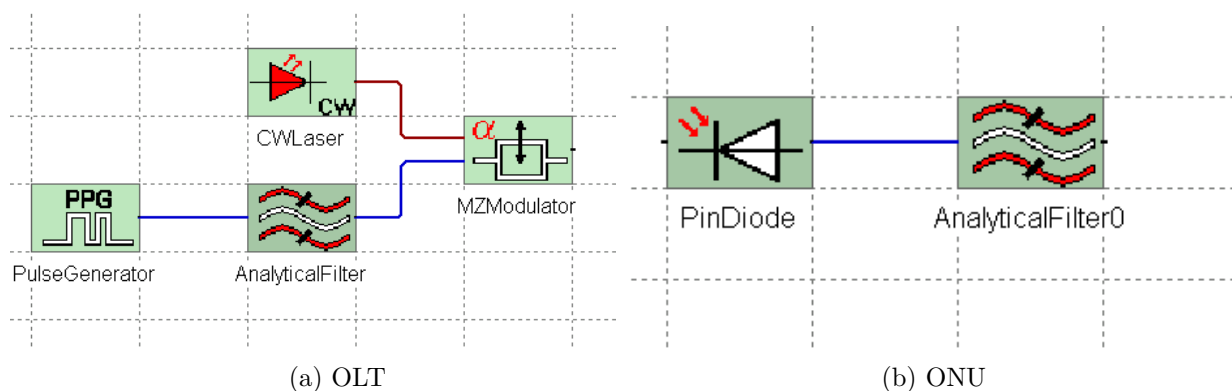 CW
CWLaser
α
MZModulator
PPG
PulseGenerator
AnalyticalFilter
(a) OLT
PinDiode
AnalyticalFilter0
(b) ONU